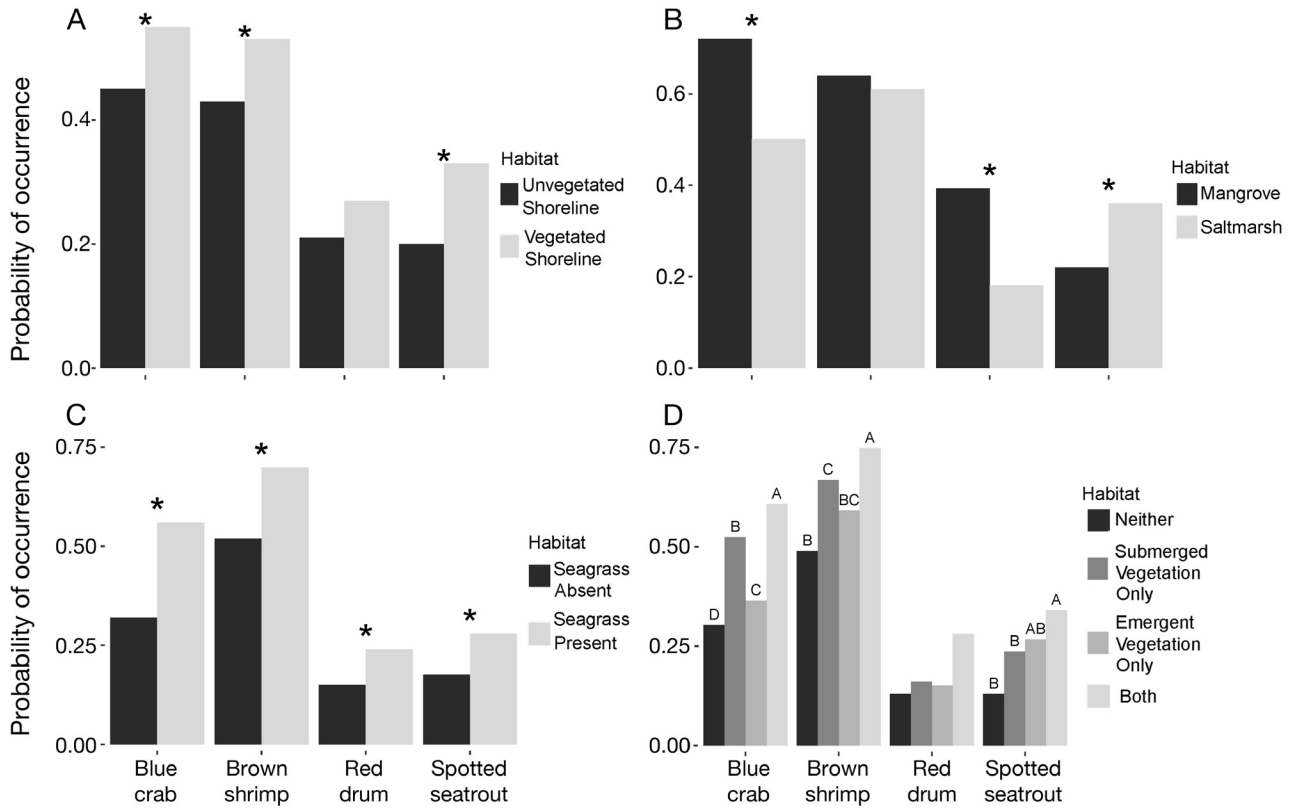 A
*
*
*
Probability of occurrence
0.4-
0.2-
0.0-
Habitat
Unvegetated
Shoreline
Vegetated
Shoreline
B
*
*
*
0.6-
0.4-
0.2-
0.0-
Habitat
Mangrove
Saltmarsh
C
*
*
*
*
Probability of occurrence
0.75-
0.50-
0.25-
0.00-
Habitat
Seagrass
Absent
Seagrass
Present
Blue
crab
Brown
shrimp
Red
drum
Spotted
seatrout
D
0.75-
0.50-
0.25-
0.00-
D
B
C
A
B
C
BC
A
B
B
AB
A
Habitat
Neither
Submerged
Vegetation
Only
Emergent
Vegetation
Only
Both
Blue
crab
Brown
shrimp
Red
drum
Spotted
seatrout